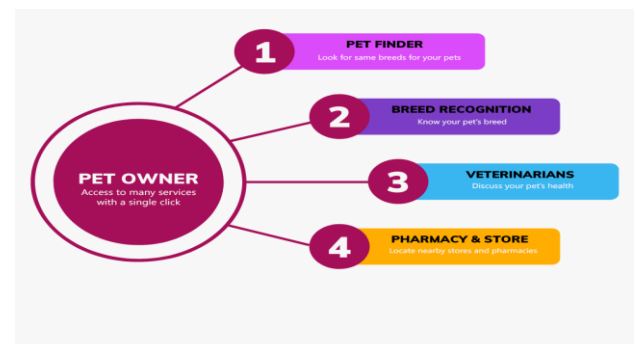 1
PET FINDER
Look for same breeds for your pets
2
BREED RECOGNITION
Know your pet's breed
PET OWNER
Access to many services
with a single click
3
VETERINARIANS
Discuss your pet's health
4
PHARMACY & STORE
Locate nearby stores and pharmacies